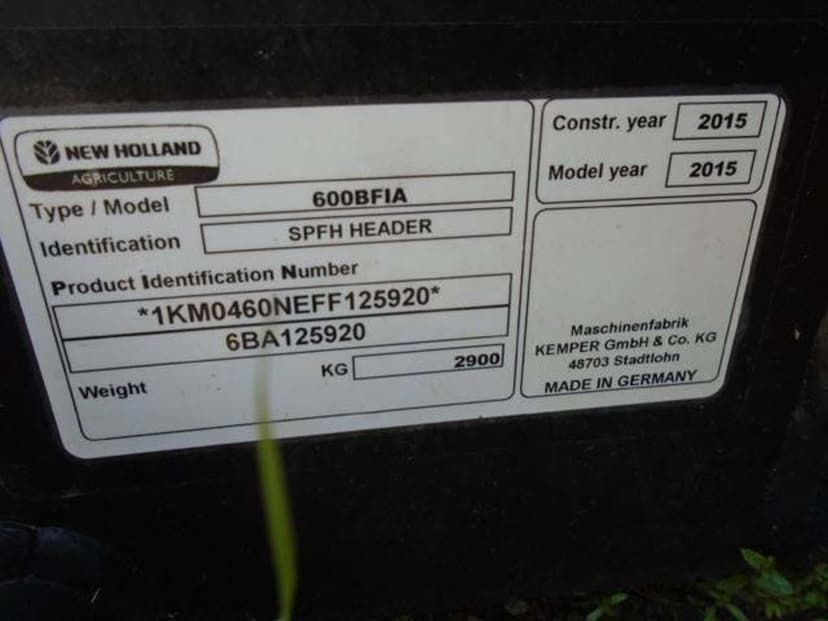 NEW HOLLAND
AGRICULTURE
Type / Model 600BFIA
Identification SPFH HEADER
Product Identification Number
*1KM0460NEFF125920*
6BA125920
Weight KG 2900
Constr. year 2015
Model year 2015
Maschinenfabrik
KEMPER GmbH & Co. KG
48703 Stadtlohn
MADE IN GERMANY